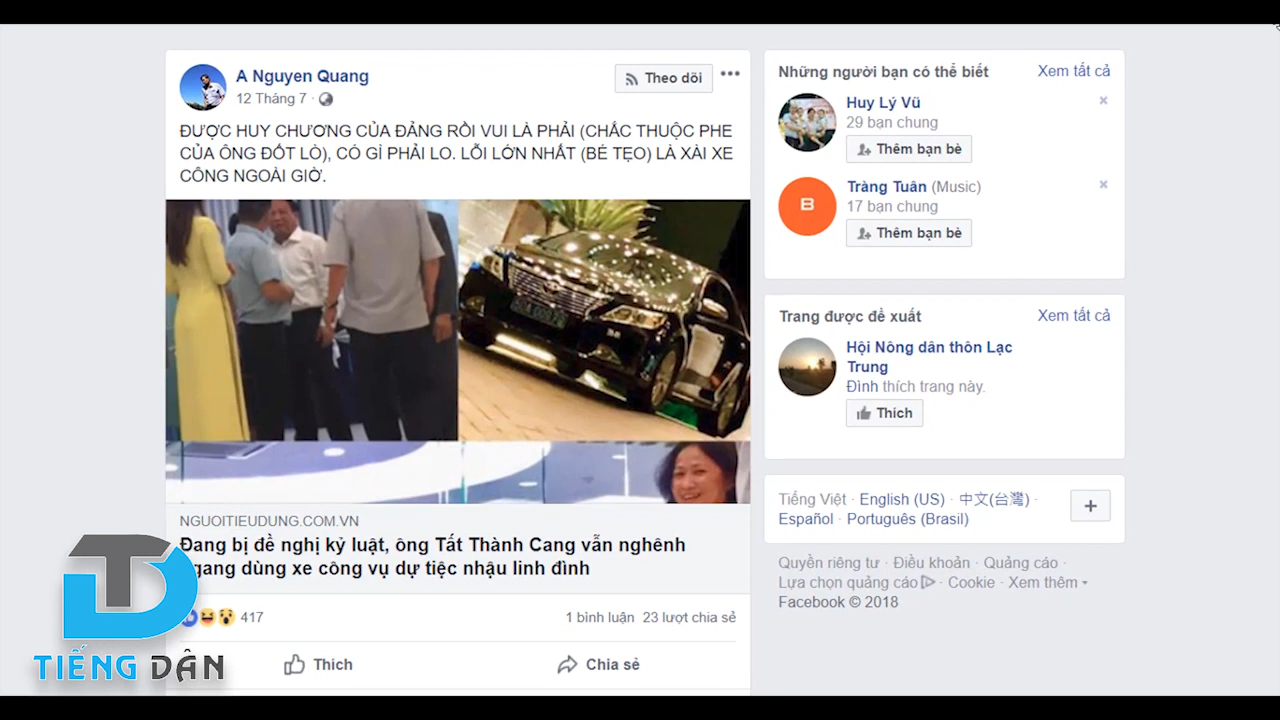 A Nguyen Quang
12 Tháng 7 ·
Theo dõi
ĐƯỢC HUY CHƯƠNG CỦA ĐẢNG RỒI VUI LÀ PHẢI (CHẮC THUỘC PHE
CỦA ÔNG ĐỐT LÒ), CÓ GÌ PHẢI LO. LỖI LỚN NHẤT (BÉ TẸO) LÀ XÀI XE
CÔNG NGOÀI GIỜ.
NGUOITIEUDUNG.COM.VN
Đang bị đề nghị kỷ luật, ông Tất Thành Cang vẫn nghênh
ngang dùng xe công vụ dự tiệc nhậu linh đình
417
1 bình luận 23 lượt chia sẻ
Thích
Chia sẻ
TIẾNG DÂN
Những người bạn có thể biết
Xem tất cả
Huy Lý Vũ
29 bạn chung
Thêm bạn bè
B
Tràng Tuân (Music)
17 bạn chung
Thêm bạn bè
Trang được đề xuất
Xem tất cả
Hội Nông dân thôn Lạc
Trung
Đình thích trang này.
Thích
Tiếng Việt · English (US) · 中文(台灣) ·
Español · Português (Brasil)
Quyền riêng tư · Điều khoản · Quảng cáo ·
Lựa chọn quảng cáo · Cookie · Xem thêm
Facebook © 2018